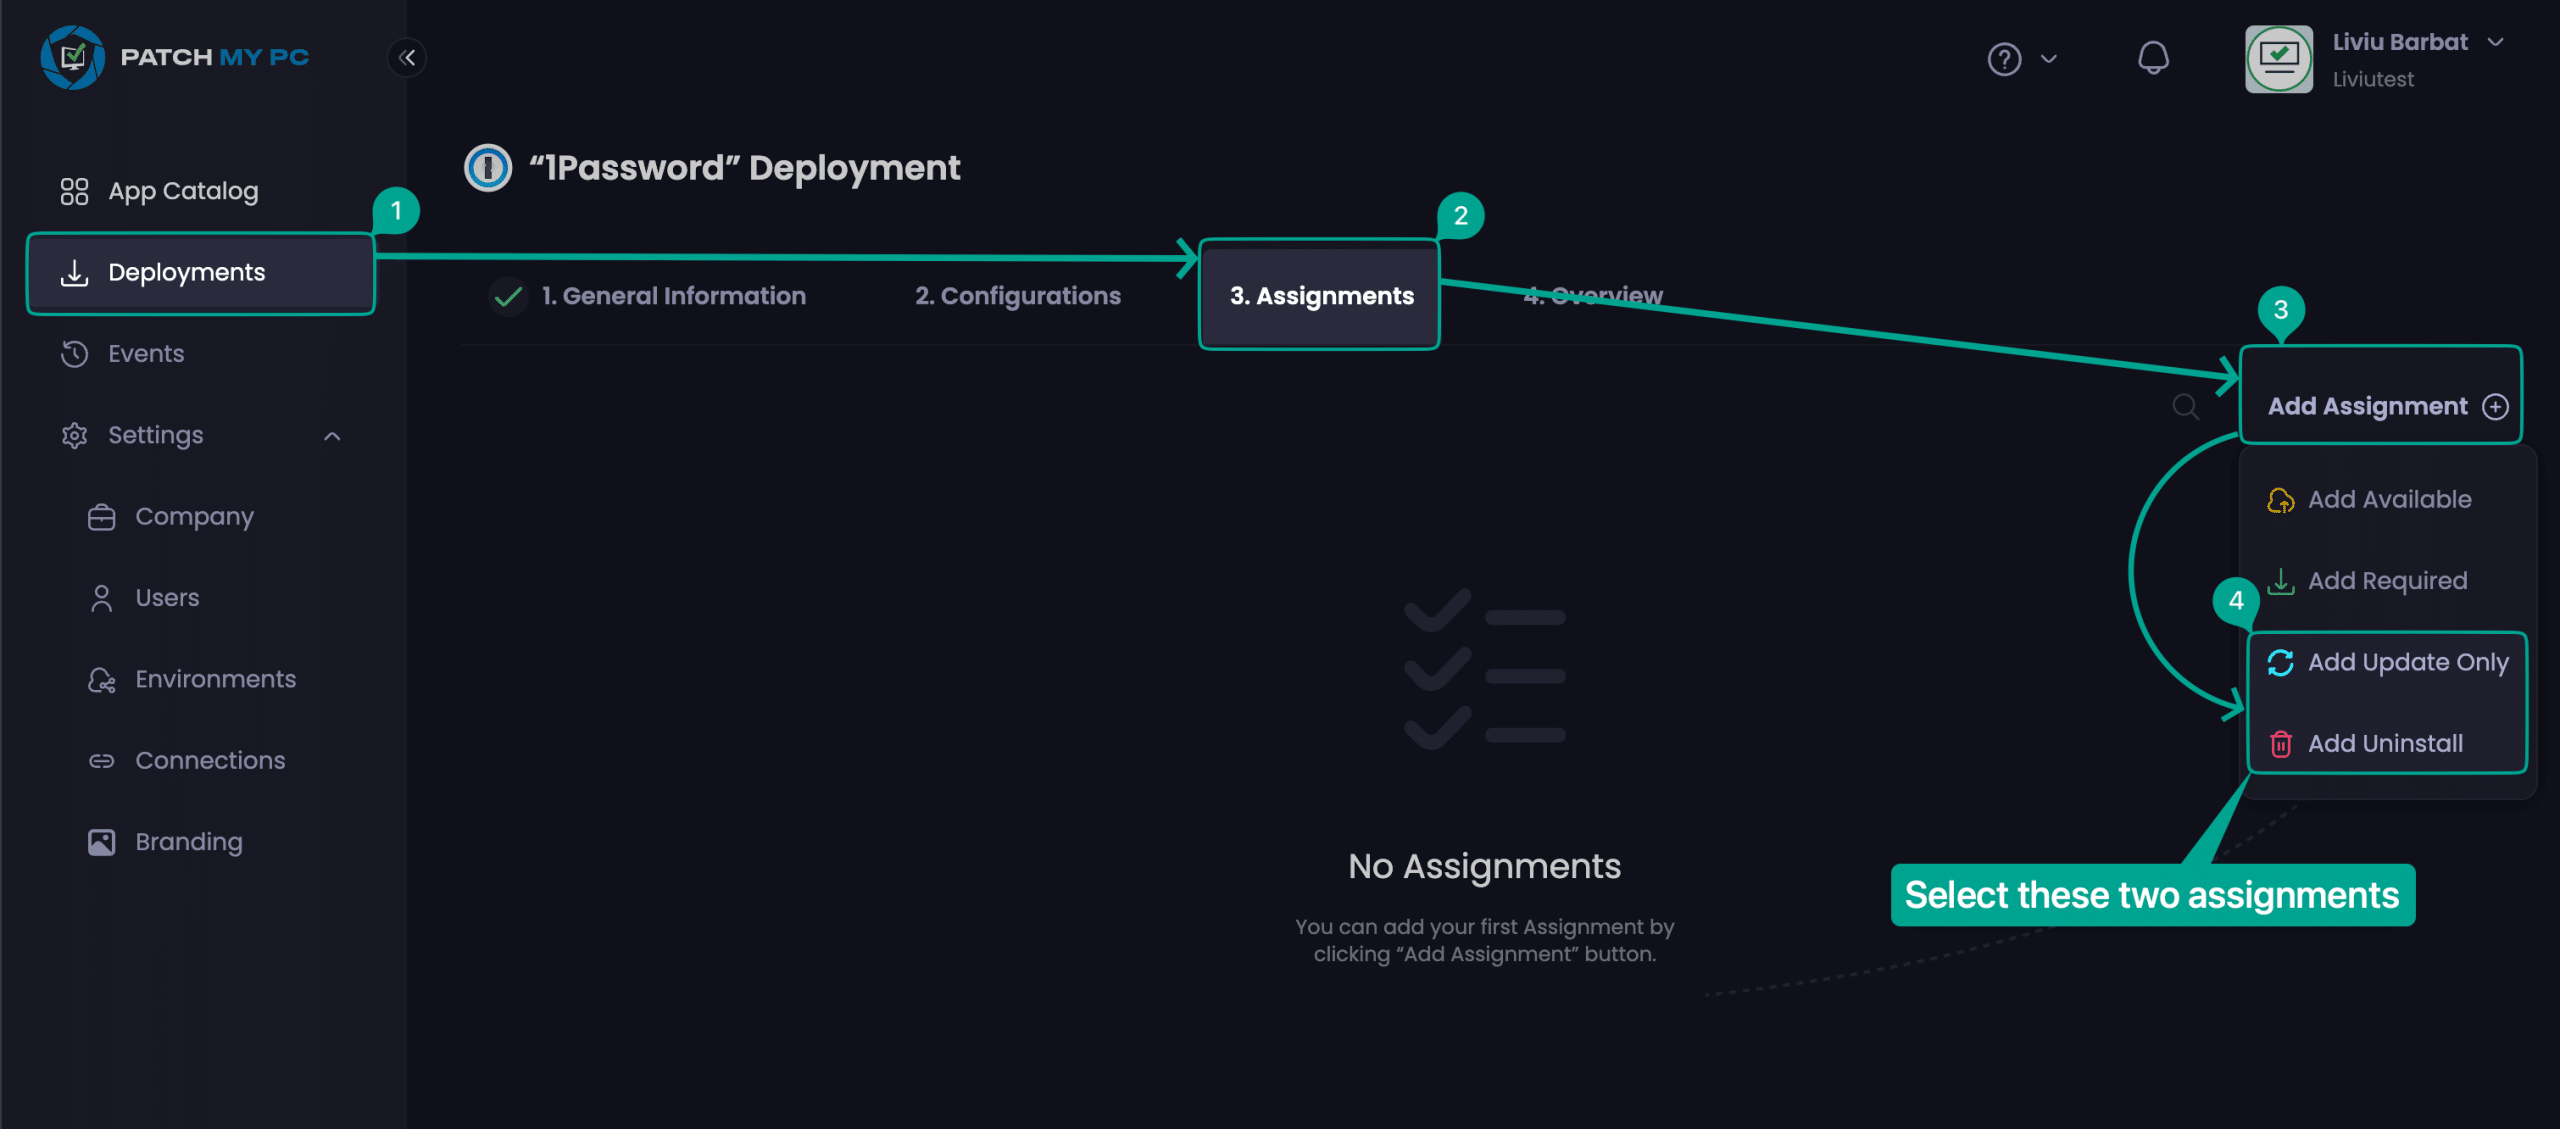 PATCH MY PC
Liviu Barbat
Liviutest
“1Password” Deployment
App Catalog
1
2
Deployments
1. General Information
2. Configurations
3. Assignments
4. Overview
3
Events
Add Assignment
Settings
Add Available
Company
Add Required
Users
4
Add Update Only
Environments
Add Uninstall
Connections
Branding
No Assignments
Select these two assignments
You can add your first Assignment by
clicking “Add Assignment” button.